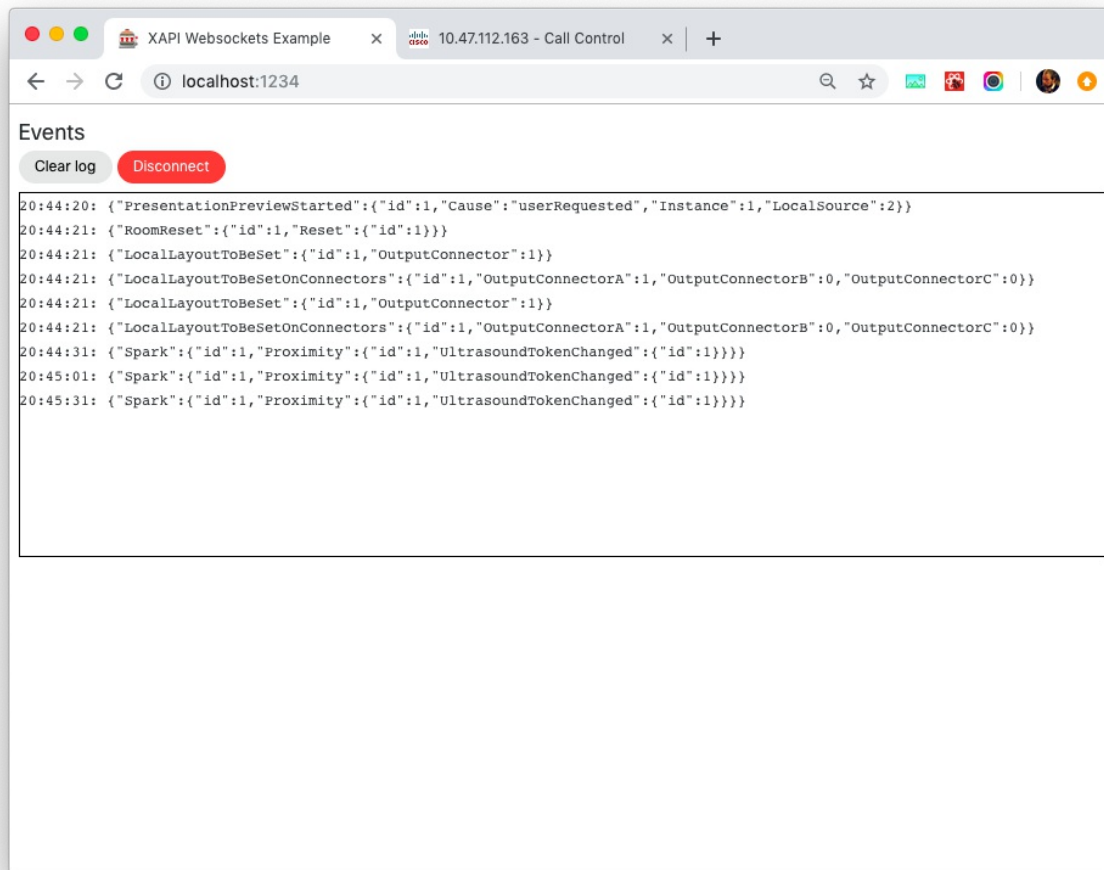 XAPI Websockets Example
cisco 10.47.112.163 - Call Control
localhost:1234
Events
Clear log Disconnect
20:44:20: {"PresentationPreviewStarted":{"id":1,"Cause":"userRequested","Instance":1,"LocalSource":2}}
20:44:21: {"RoomReset":{"id":1,"Reset":{"id":1}}}
20:44:21: {"LocalLayoutToBeSet":{"id":1,"OutputConnector":1}}
20:44:21: {"LocalLayoutToBeSetOnConnectors":{"id":1,"OutputConnectorA":1,"OutputConnectorB":0,"OutputConnectorC":0}}
20:44:21: {"LocalLayoutToBeSet":{"id":1,"OutputConnector":1}}
20:44:21: {"LocalLayoutToBeSetOnConnectors":{"id":1,"OutputConnectorA":1,"OutputConnectorB":0,"OutputConnectorC":0}}
20:44:31: {"Spark":{"id":1,"Proximity":{"id":1,"UltrasoundTokenChanged":{"id":1}}}}
20:45:01: {"Spark":{"id":1,"Proximity":{"id":1,"UltrasoundTokenChanged":{"id":1}}}}
20:45:31: {"Spark":{"id":1,"Proximity":{"id":1,"UltrasoundTokenChanged":{"id":1}}}}